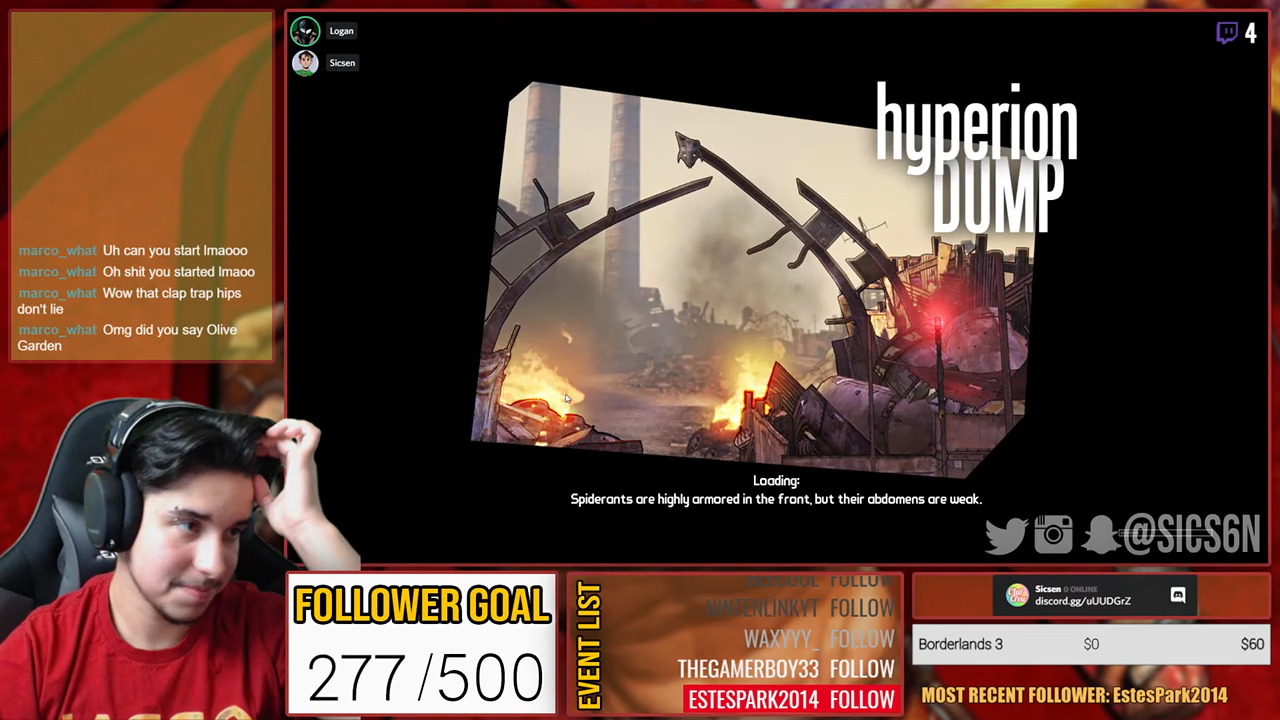 Logan
Sicsen
4
hyperion
DUMP
marco_what Uh can you start lmaooo
marco_what Oh shit you started lmaoo
marco_what Wow that clap trap hips
don't lie
marco_what Omg did you say Olive
Garden
Loading:
Spiderants are highly armored in the front, but their abdomens are weak.
@SICS6N
FOLLOWER GOAL
277/500
EVENT LIST
FOLLOW
NINTENLINKYT FOLLOW
WAXYYY_ FOLLOW
THEGAMERBOY33 FOLLOW
ESTESPARK2014 FOLLOW
Sicsen 0 ONLINE
discord.gg/uUUDGrZ
Borderlands 3 $0 $60
MOST RECENT FOLLOWER: EstesPark2014